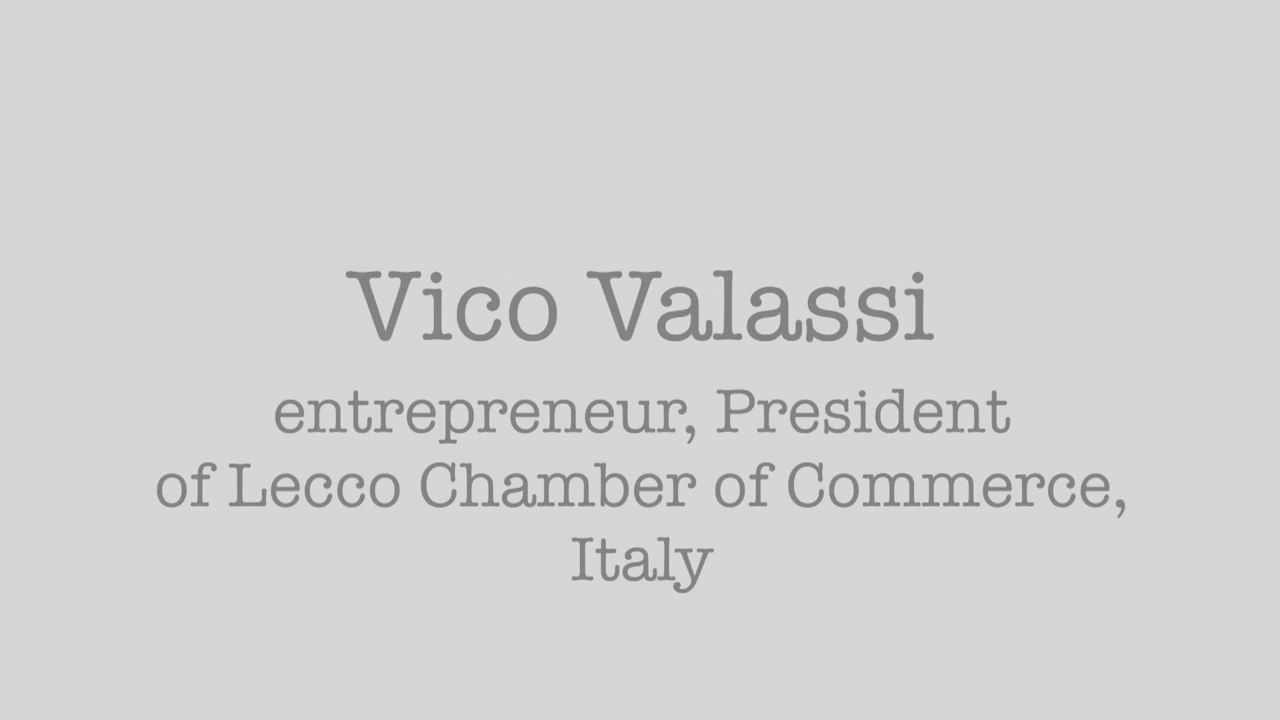 Vico Valassi
entrepreneur, President
of Lecco Chamber of Commerce,
Italy